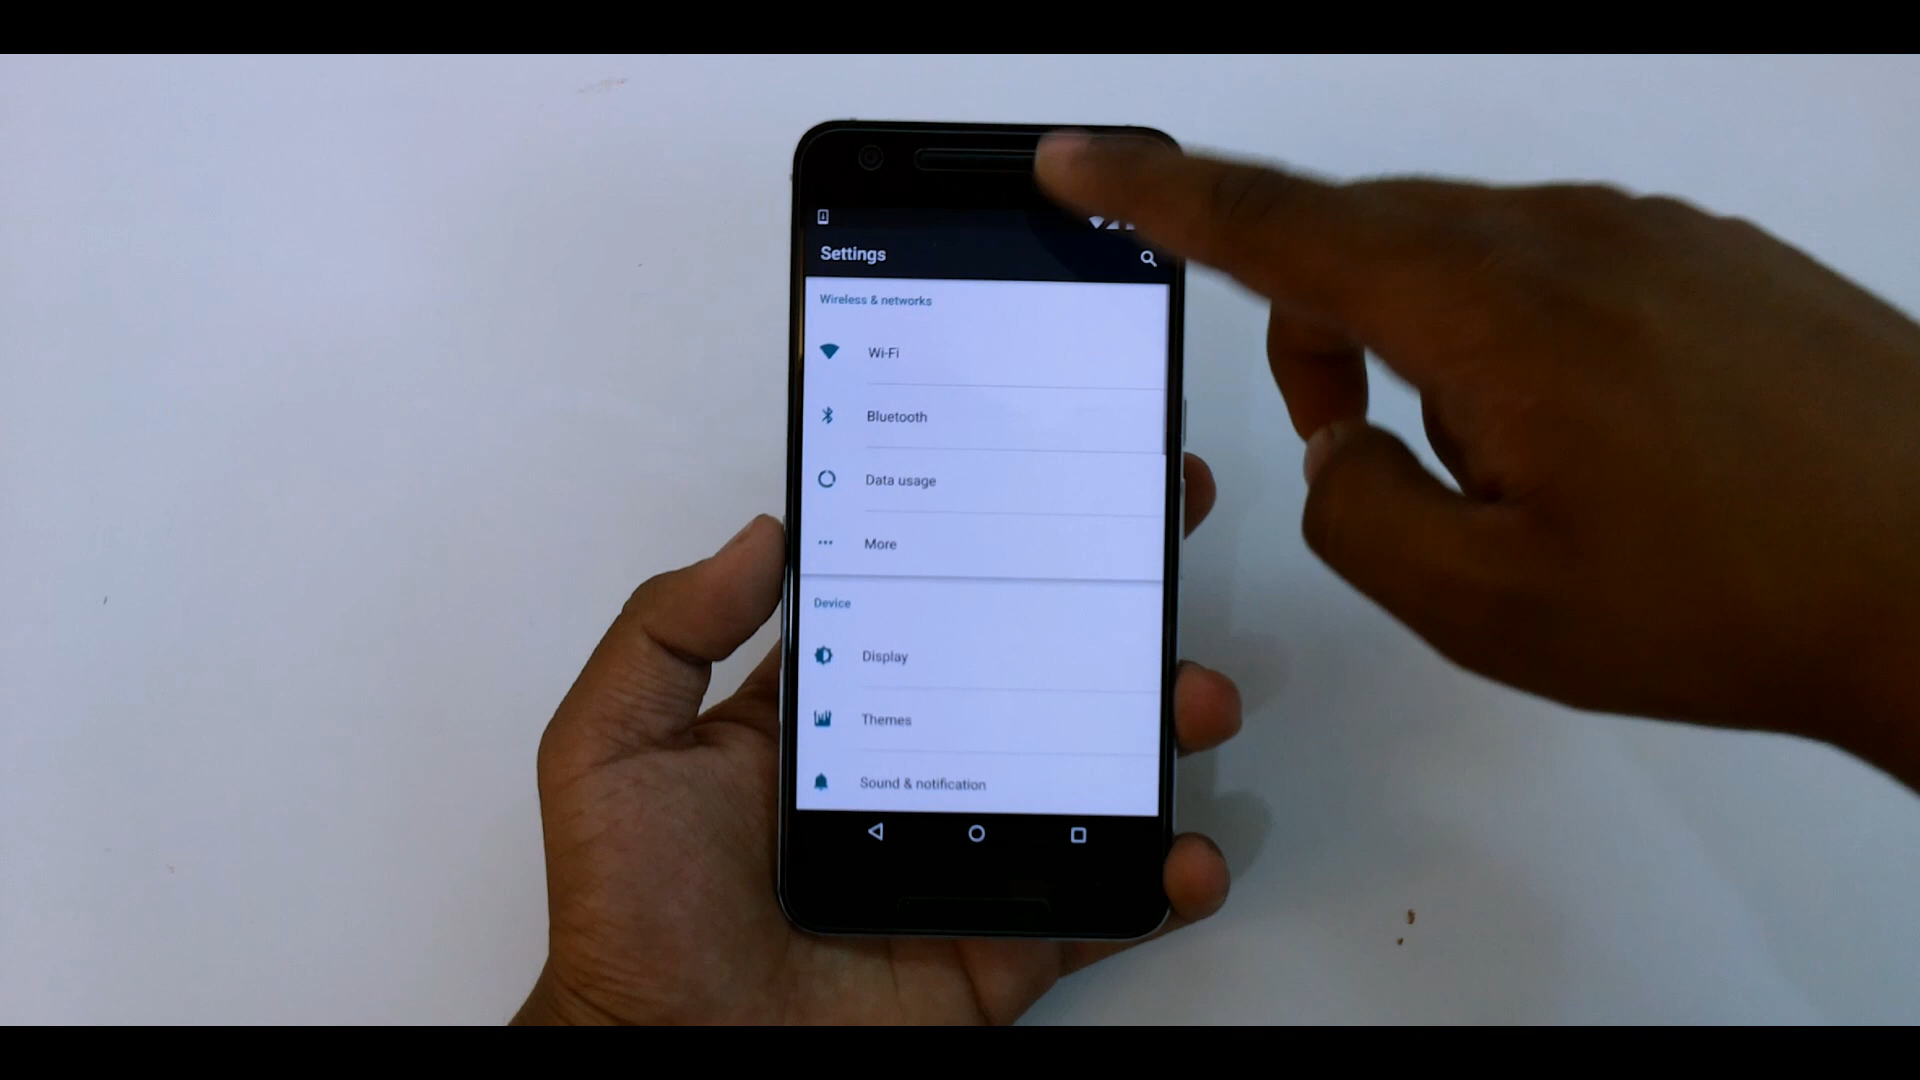 Settings
Wireless & networks
Wi-Fi
Bluetooth
Data usage
More
Device
Display
Themes
Sound & notification